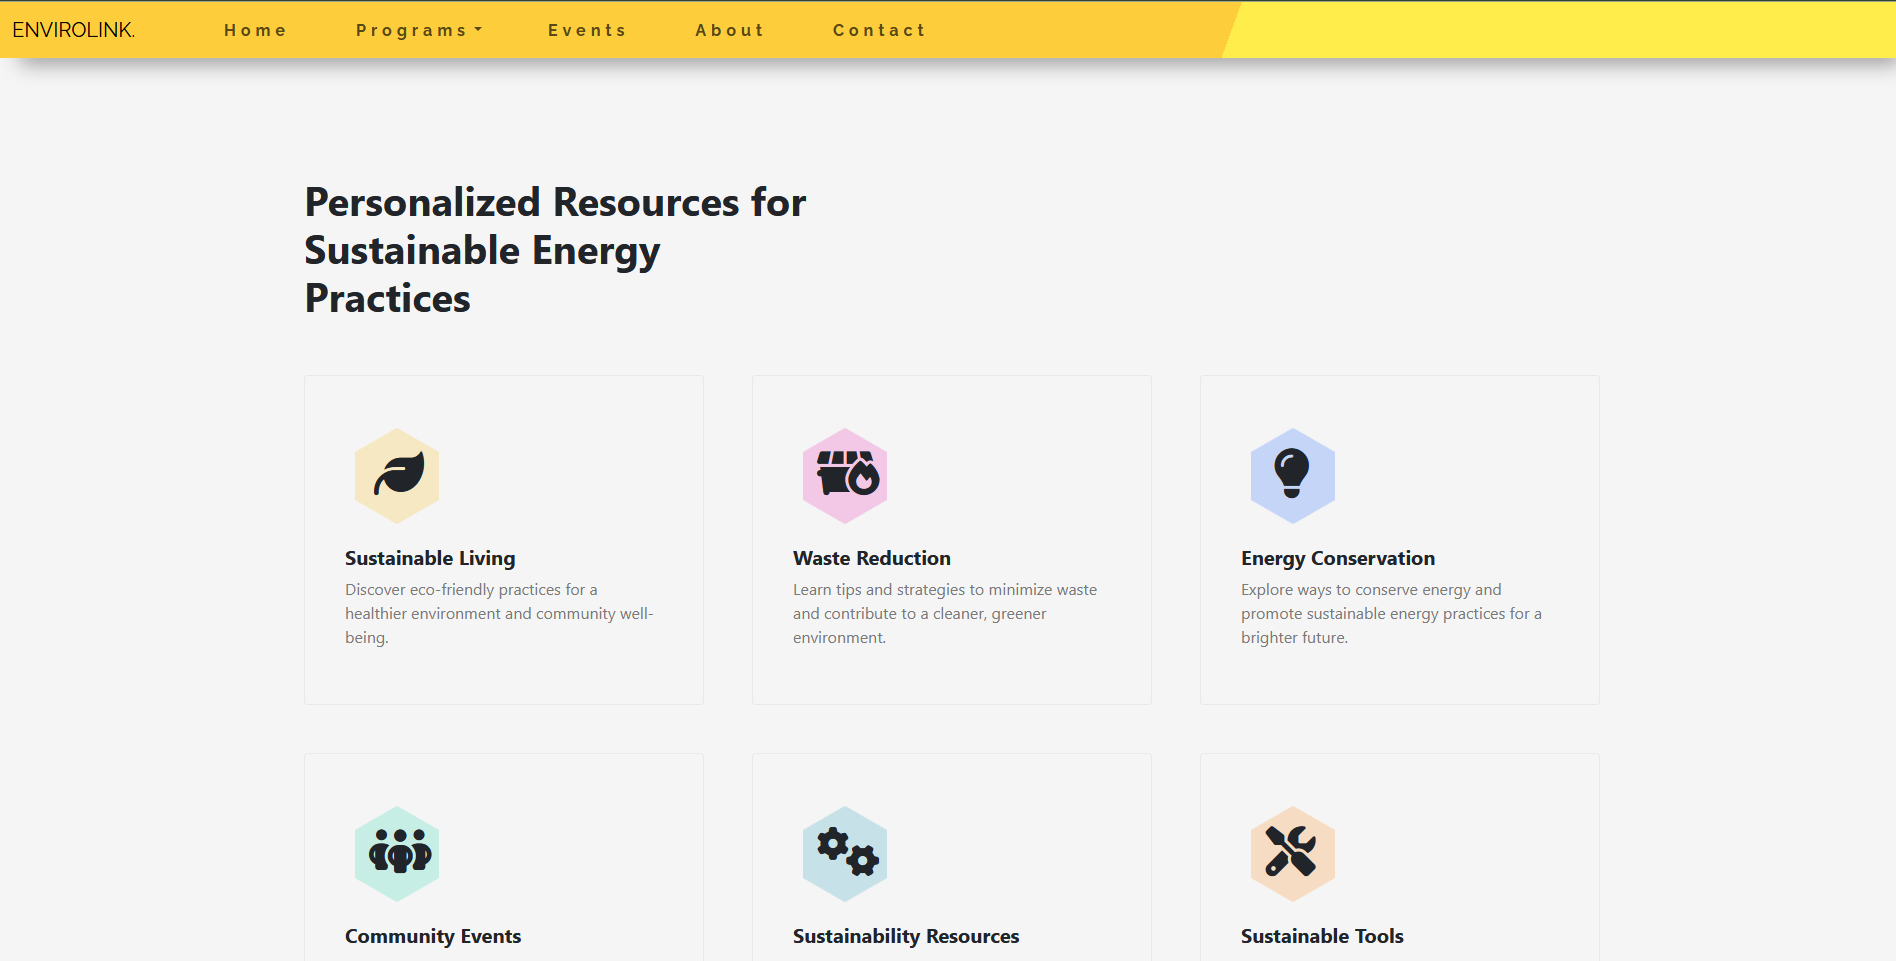 ENVIROLINK. Home Programs Events About Contact
Personalized Resources for
Sustainable Energy
Practices
Sustainable Living
Discover eco-friendly practices for a
healthier environment and community well-
being.
Waste Reduction
Learn tips and strategies to minimize waste
and contribute to a cleaner, greener
environment.
Energy Conservation
Explore ways to conserve energy and
promote sustainable energy practices for a
brighter future.
Community Events
Sustainability Resources
Sustainable Tools